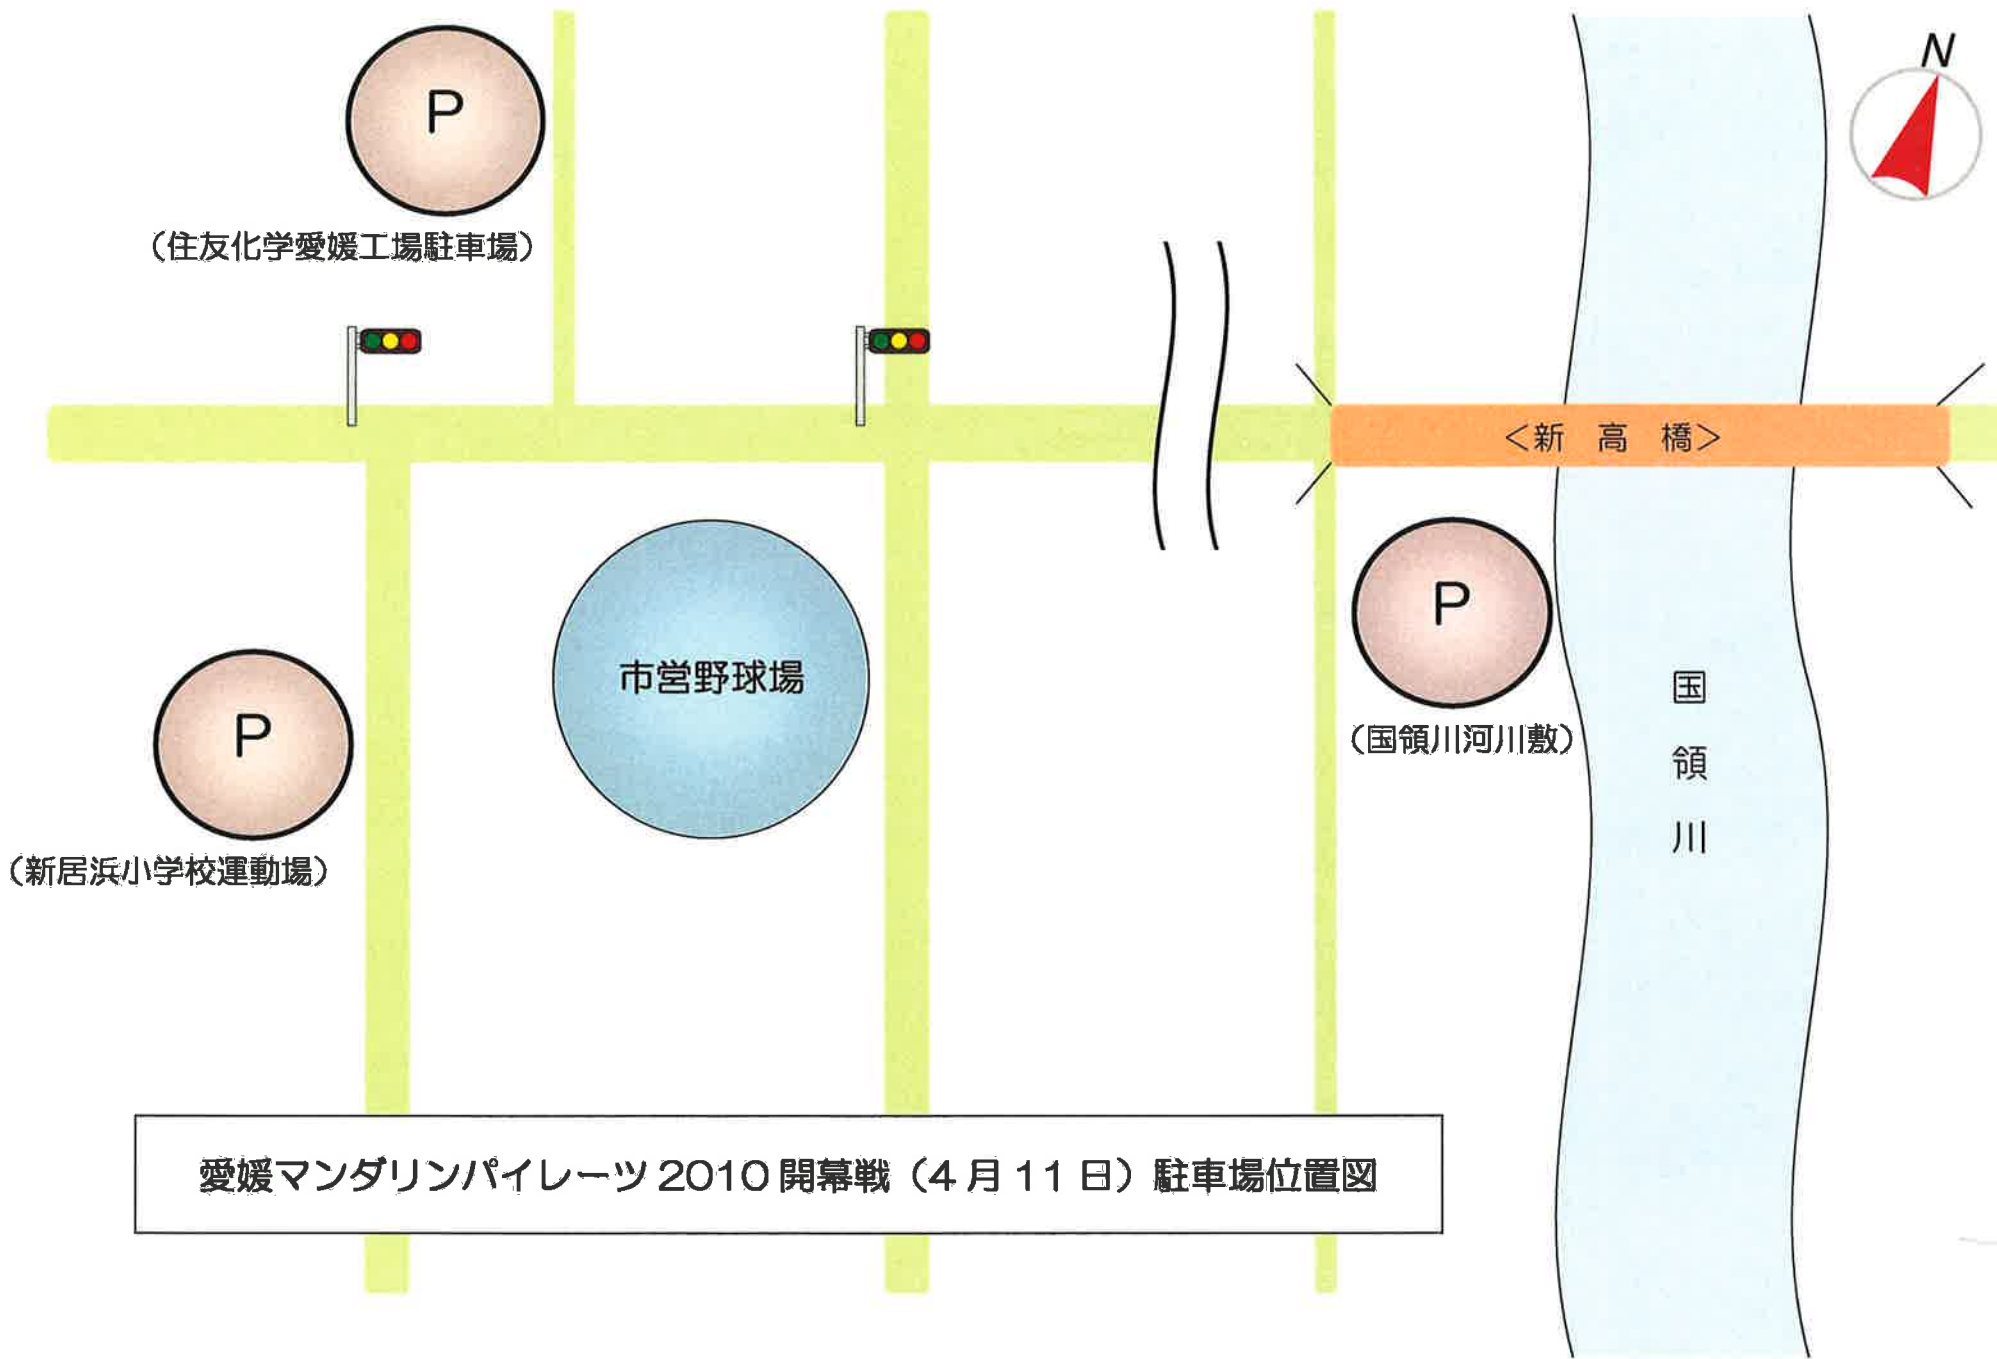 N
P
（住友化学愛媛工場駐車場）
＜新 高 橋＞
P
市営野球場
国領川
（国領川河川敷）
P
（新居浜小学校運動場）
愛媛マンダリンパイレーツ 2010 開幕戦（4 月 11 日）駐車場位置図